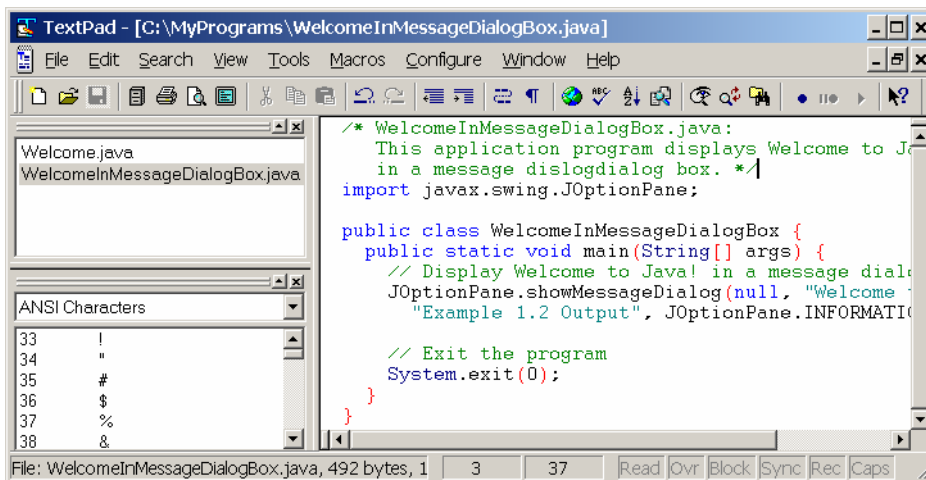 TextPad - [C:\MyPrograms\WelcomeInMessageDialogBox.java]
File Edit Search View Tools Macros Configure Window Help
Welcome.java
WelcomeInMessageDialogBox.java
ANSI Characters
33 !
34 "
35 #
36 $
37 %
38 &
/* WelcomeInMessageDialogBox.java:
This application program displays Welcome to Ja
in a message dislogdialog box. */
import javax.swing.JOptionPane;
public class WelcomeInMessageDialogBox {
public static void main(String[] args) {
// Display Welcome to Java! in a message dial
JOptionPane.showMessageDialog(null, "Welcome
"Example 1.2 Output", JOptionPane.INFORMATI
// Exit the program
System.exit(0);
}
}
File: WelcomeInMessageDialogBox.java, 492 bytes, 1 3 37 Read Ovr Block Sync Rec Caps